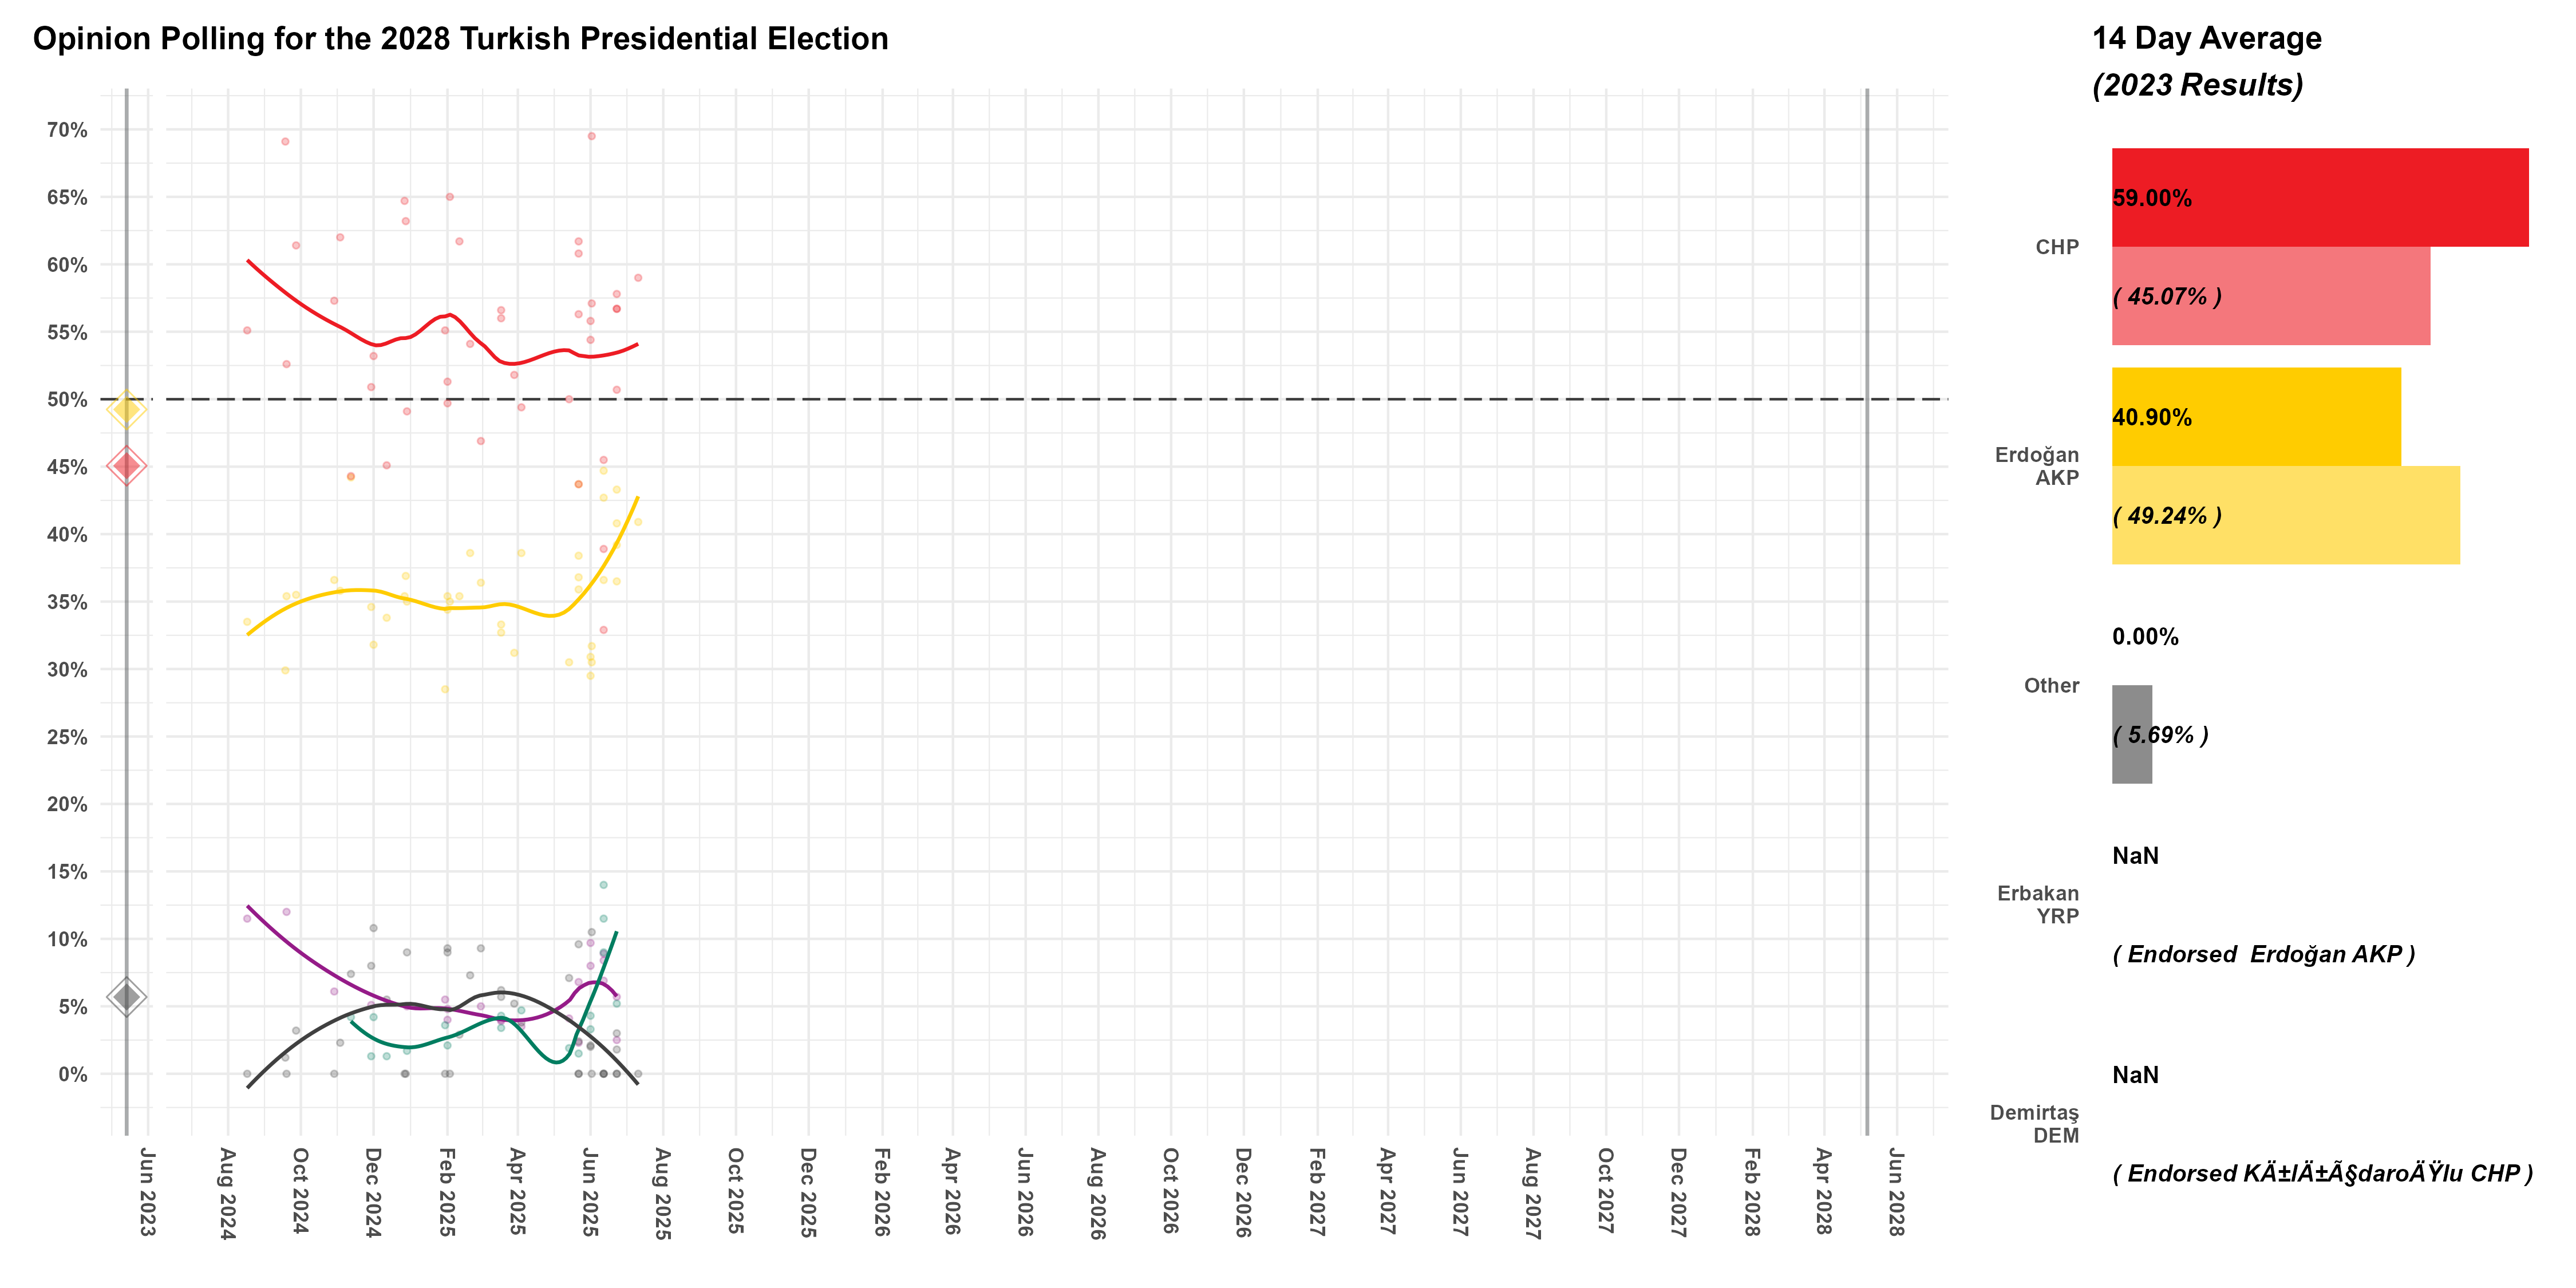 Opinion Polling for the 2028 Turkish Presidential Election
14 Day Average
(2023 Results)
70%
65%
60%
55%
50%
45%
40%
35%
30%
25%
20%
15%
10%
5%
0%
Jun 2023
Aug 2024
Oct 2024
Dec 2024
Feb 2025
Apr 2025
Jun 2025
Aug 2025
Oct 2025
Dec 2025
Feb 2026
Apr 2026
Jun 2026
Aug 2026
Oct 2026
Dec 2026
Feb 2027
Apr 2027
Jun 2027
Aug 2027
Oct 2027
Dec 2027
Feb 2028
Apr 2028
Jun 2028
CHP
59.00%
( 45.07% )
Erdoğan
AKP
40.90%
( 49.24% )
Other
0.00%
( 5.69% )
Erbakan
YRP
NaN
( Endorsed  Erdoğan AKP )
Demirtaş
DEM
NaN
( Endorsed KÄ±lÄ±Ã§daroÄŸlu CHP )